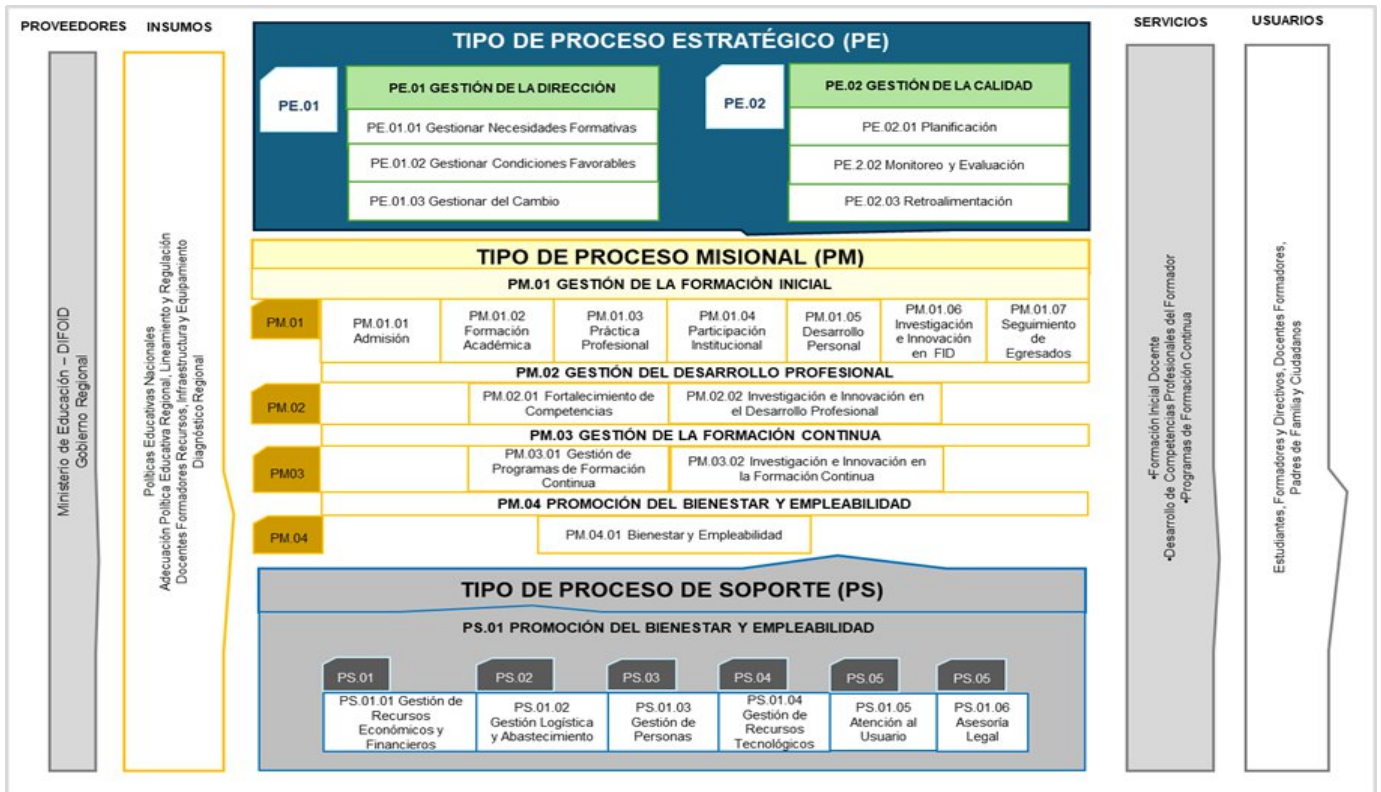 PROVEEDORES
INSUMOS
SERVICIOS
USUARIOS
Ministerio de Educación – DIFOID
Gobierno Regional
Políticas Educativas Nacionales
Adecuación Política Educativa Regional, Lineamiento y Regulación
Docentes Formadores Recursos, Infraestructura y Equipamiento
Diagnóstico Regional
TIPO DE PROCESO ESTRATÉGICO (PE)
PE.01
PE.01 GESTIÓN DE LA DIRECCIÓN
PE.01.01 Gestionar Necesidades Formativas
PE.01.02 Gestionar Condiciones Favorables
PE.01.03 Gestionar del Cambio
PE.02
PE.02 GESTIÓN DE LA CALIDAD
PE.02.01 Planificación
PE.2.02 Monitoreo y Evaluación
PE.02.03 Retroalimentación
TIPO DE PROCESO MISIONAL (PM)
PM.01 GESTIÓN DE LA FORMACIÓN INICIAL
PM.01
PM.01.01
Admisión
PM.01.02
Formación
Académica
PM.01.03
Práctica
Profesional
PM.01.04
Participación
Institucional
PM.01.05
Desarrollo
Personal
PM.01.06
Investigación
e Innovación
en FID
PM.01.07
Seguimiento
de
Egresados
PM.02 GESTIÓN DEL DESARROLLO PROFESIONAL
PM.02
PM.02.01 Fortalecimiento de
Competencias
PM.02.02 Investigación e Innovación en
el Desarrollo Profesional
PM.03 GESTIÓN DE LA FORMACIÓN CONTINUA
PM03
PM.03.01 Gestión de
Programas de Formación
Continua
PM.03.02 Investigación e Innovación en
la Formación Continua
PM.04 PROMOCIÓN DEL BIENESTAR Y EMPLEABILIDAD
PM.04
PM.04.01 Bienestar y Empleabilidad
TIPO DE PROCESO DE SOPORTE (PS)
PS.01 PROMOCIÓN DEL BIENESTAR Y EMPLEABILIDAD
PS.01
PS.01.01 Gestión de
Recursos
Económicos y
Financieros
PS.02
PS.01.02
Gestión Logística
y Abastecimiento
PS.03
PS.01.03
Gestión de
Personas
PS.04
PS.01.04
Gestión de
Recursos
Tecnológicos
PS.05
PS.01.05
Atención al
Usuario
PS.05
PS.01.06
Asesoría
Legal
•Formación Inicial Docente
•Desarrollo de Competencias Profesionales del Formador
•Programas de Formación Continua
Estudiantes, Formadores y Directivos, Docentes Formadores,
Padres de Familia y Ciudadanos